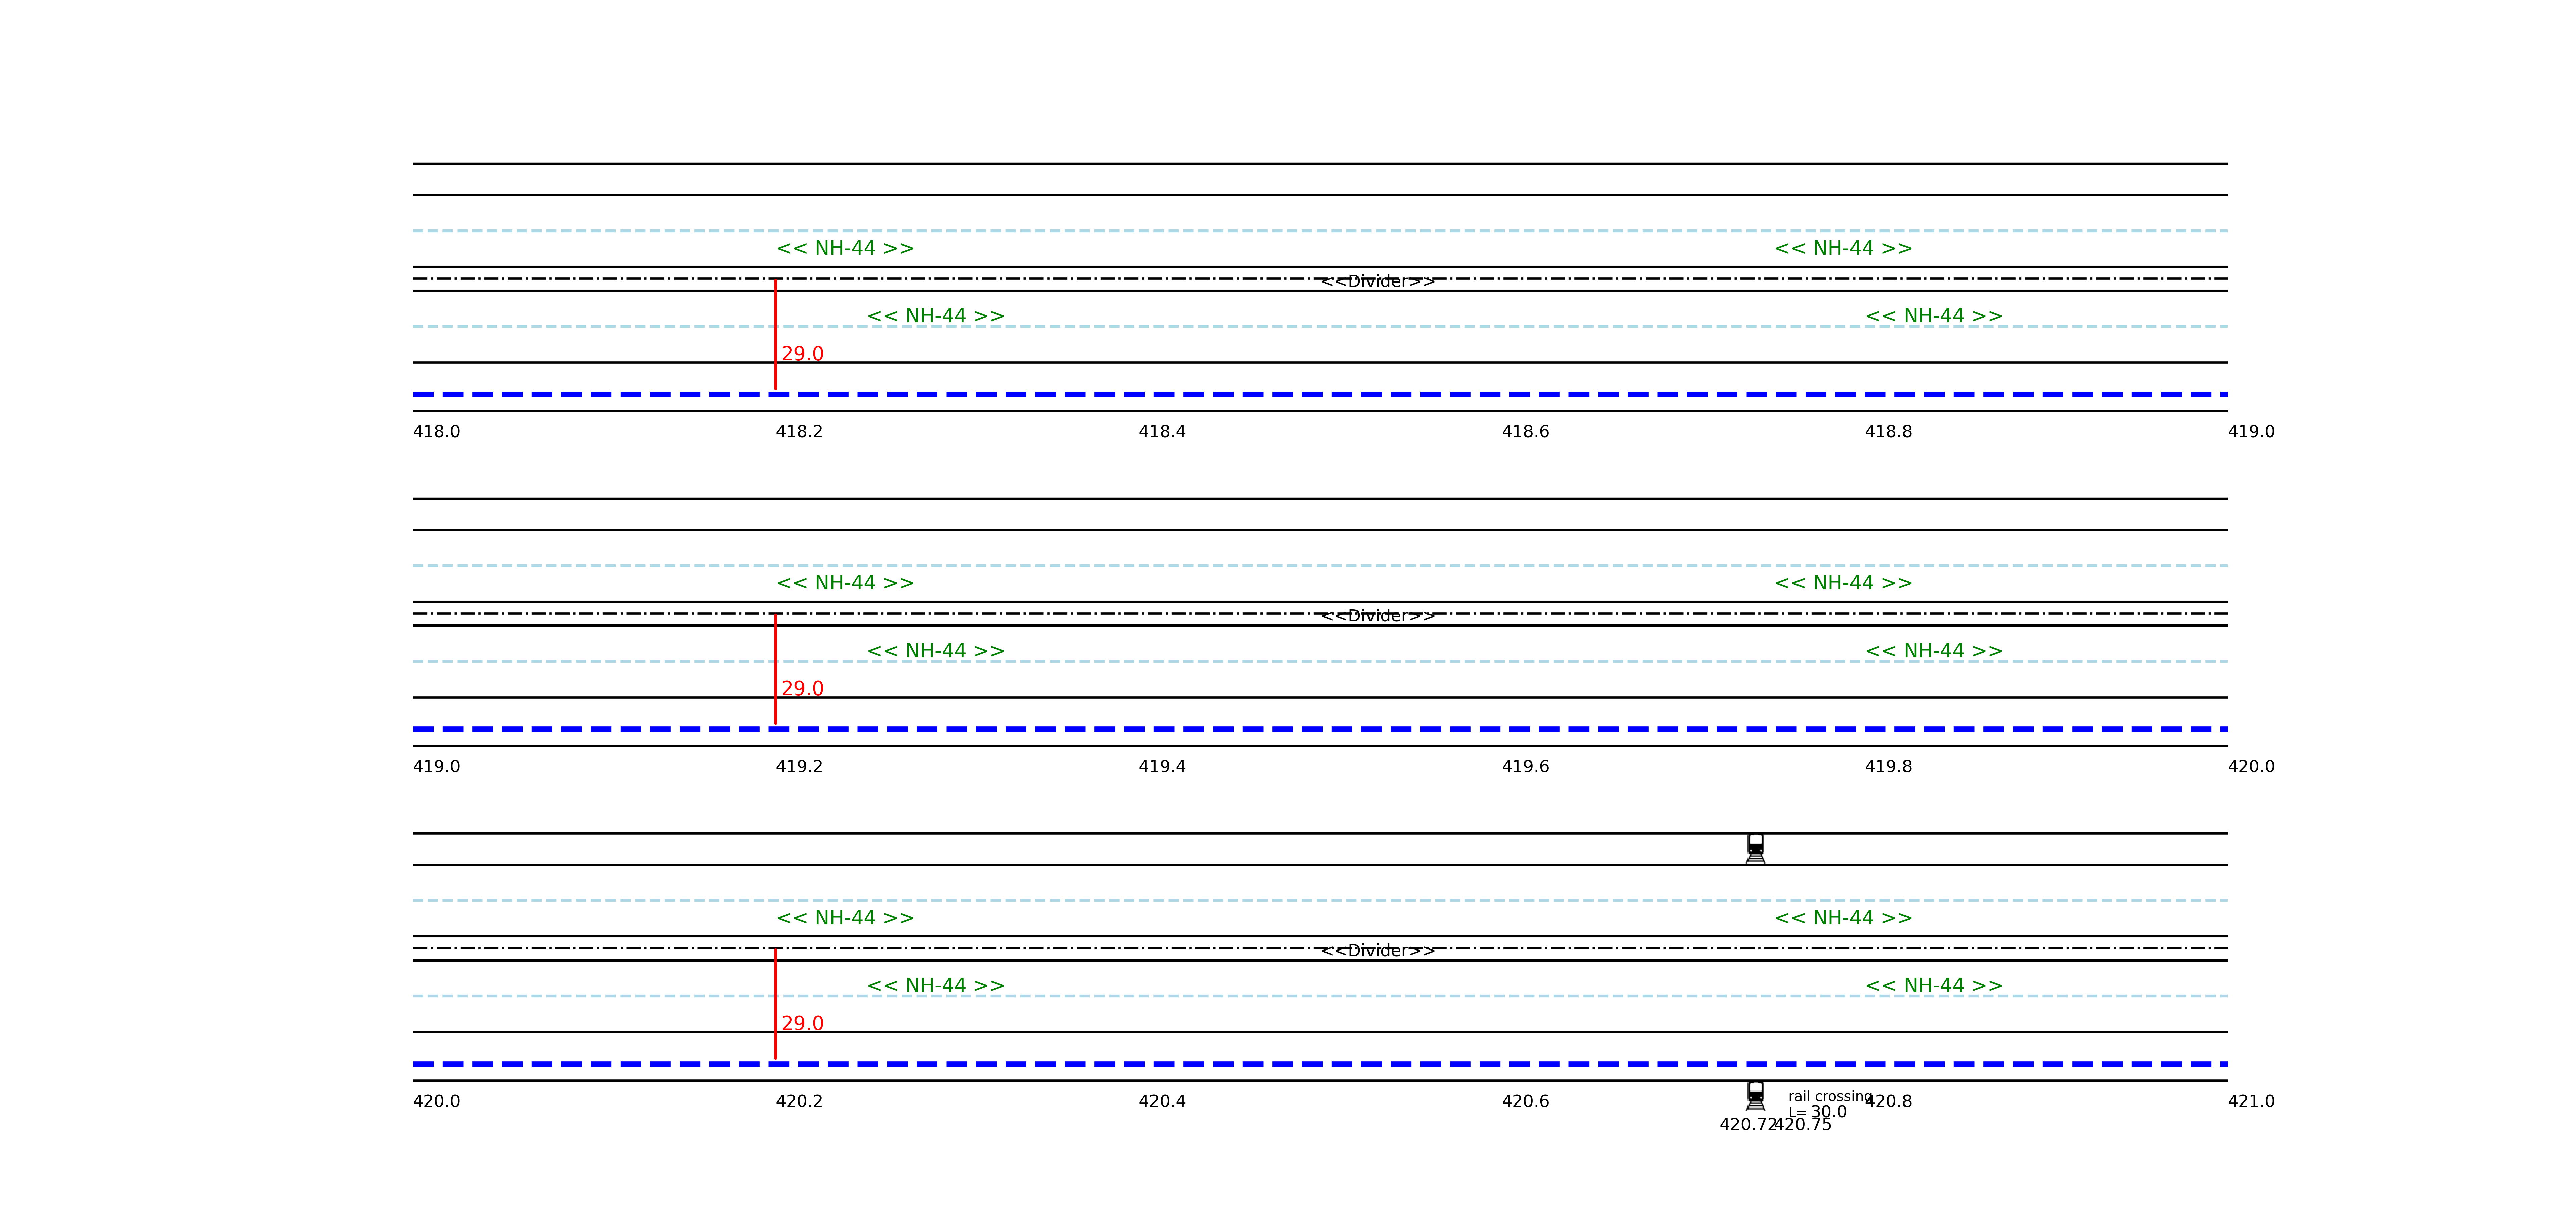 << NH-44 >> << NH-44 >>
<<Divider>>
<< NH-44 >> << NH-44 >>
29.0
418.0 418.2 418.4 418.6 418.8 419.0
<< NH-44 >> << NH-44 >>
<<Divider>>
<< NH-44 >> << NH-44 >>
29.0
419.0 419.2 419.4 419.6 419.8 420.0
<< NH-44 >> << NH-44 >>
<<Divider>>
<< NH-44 >> << NH-44 >>
29.0
420.0 420.2 420.4 420.6 rail crossing 420.8 421.0
L= 30.0
420.72 420.75